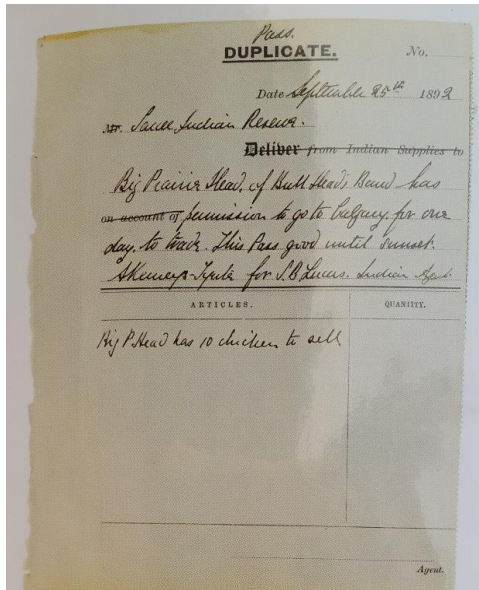 Pass.
DUPLICATE. No.
Date September 25th 1892
Mr. Sarcee Indian Reserve.
Deliver from Indian Supplies to
Big Prairie Head, of Bull Head's Band has
on account of permission to go to Calgary for one
day. to trade. This Pass good until sunset.
for S.B. Lucas. Indian Agent
ARTICLES. QUANTITY.
Big P. Head has 10 chicken to sell
Agent.